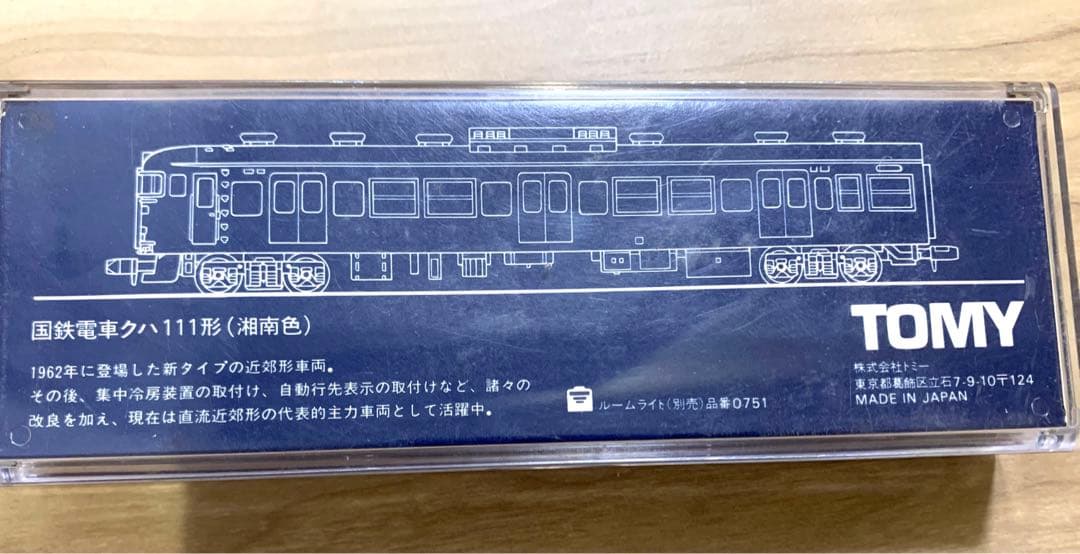 国鉄電車クハ111形(湘南色)
1962年に登場した新タイプの近郊形車両。
その後、集中冷房装置の取付け、自動行先表示の取付けなど、諸々の
改良を加え、現在は直流近郊形の代表的主力車両として活躍中。
ルームライト(別売)品番0751
TOMY
株式会社トミー
東京都葛飾区立石7-9-10〒124
MADE IN JAPAN